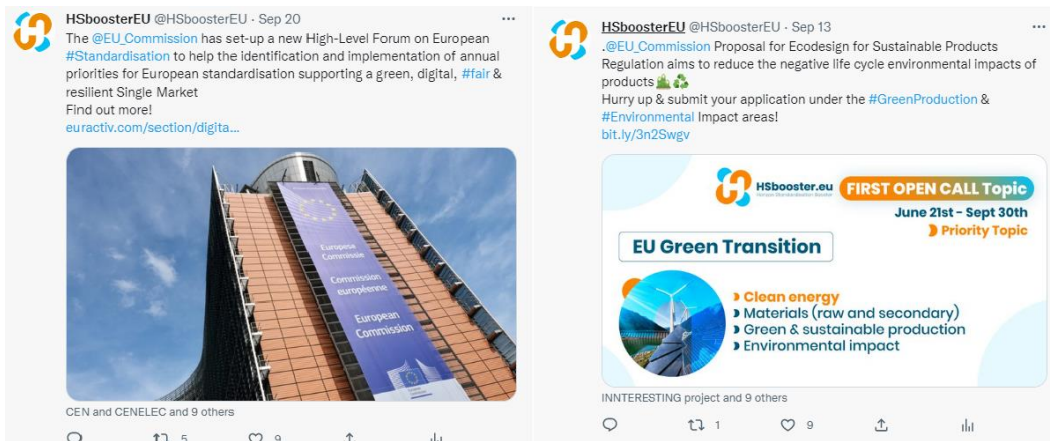 HSboosterEU @HSboosterEU · Sep 20
The @EU_Commission has set-up a new High-Level Forum on European
#Standardisation to help the identification and implementation of annual
priorities for European standardisation supporting a green, digital, #fair &
resilient Single Market
Find out more!
euractiv.com/section/digita...
Europese
Commissie
Commission
européenne
European
Commission
CEN and CENELEC and 9 others
5
9
HSboosterEU @HSboosterEU · Sep 13
.@EU_Commission Proposal for Ecodesign for Sustainable Products
Regulation aims to reduce the negative life cycle environmental impacts of
products
Hurry up & submit your application under the #GreenProduction &
#Environmental Impact areas!
bit.ly/3n2Swgv
HSbooster.eu
FIRST OPEN CALL Topic
June 21st - Sept 30th
Priority Topic
EU Green Transition
Clean energy
Materials (raw and secondary)
Green & sustainable production
Environmental impact
INNTERESTING project and 9 others
1
9